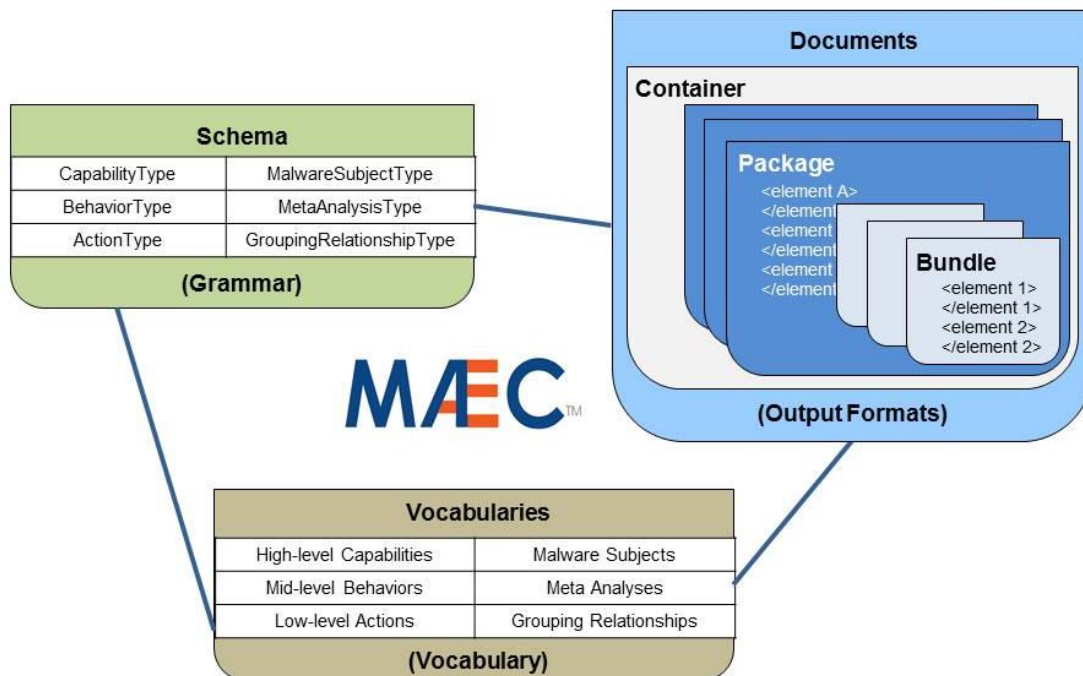 Documents
Container
Package
<element A>
</element
<element
</element
<element
</element
Bundle
<element 1>
</element 1>
<element 2>
</element 2>
(Output Formats)
Schema
CapabilityType MalwareSubjectType
BehaviorType MetaAnalysisType
ActionType GroupingRelationshipType
(Grammar)
MÆC™
Vocabularies
High-level Capabilities Malware Subjects
Mid-level Behaviors Meta Analyses
Low-level Actions Grouping Relationships
(Vocabulary)